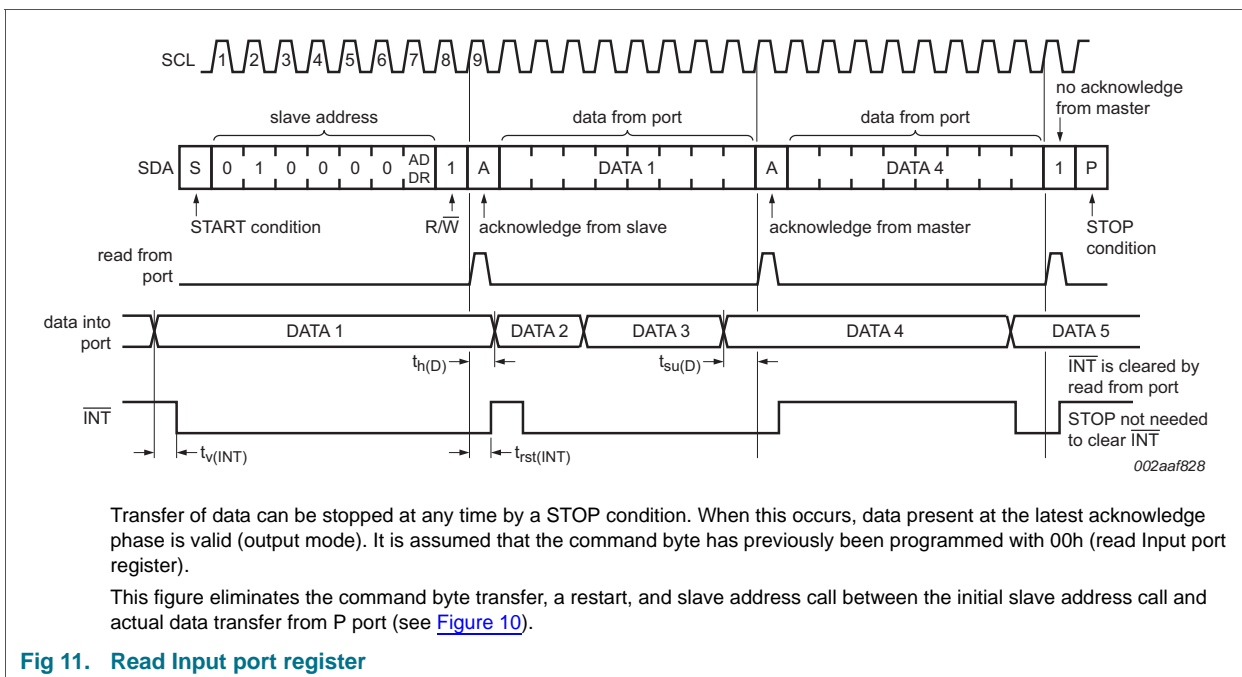 SCL 1 2 3 4 5 6 7 8 9
no acknowledge
from master
slave address data from port data from port
SDA S 0 1 0 0 0 0 AD DR 1 A DATA 1 A DATA 4 1 P
START condition R/W̅ acknowledge from slave acknowledge from master STOP
condition
read from
port
data into
port
DATA 1 DATA 2 DATA 3 DATA 4 DATA 5
th(D) tsu(D)
I̅N̅T̅ is cleared by
read from port
I̅N̅T̅
STOP not needed
to clear I̅N̅T̅
tv(INT) trst(INT)
002aaf828
Transfer of data can be stopped at any time by a STOP condition. When this occurs, data present at the latest acknowledge
phase is valid (output mode). It is assumed that the command byte has previously been programmed with 00h (read Input port
register).
This figure eliminates the command byte transfer, a restart, and slave address call between the initial slave address call and
actual data transfer from P port (see Figure 10).
Fig 11. Read Input port register